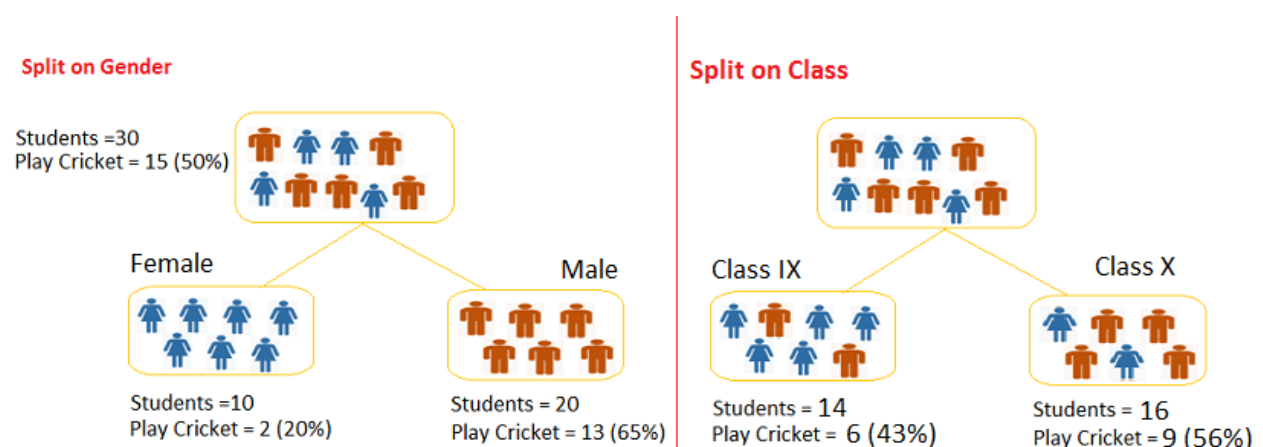 Split on Gender
Students =30
Play Cricket = 15 (50%)
Female
Male
Students =10
Play Cricket = 2 (20%)
Students = 20
Play Cricket = 13 (65%)
Split on Class
Class IX
Class X
Students = 14
Play Cricket = 6 (43%)
Students = 16
Play Cricket = 9 (56%)